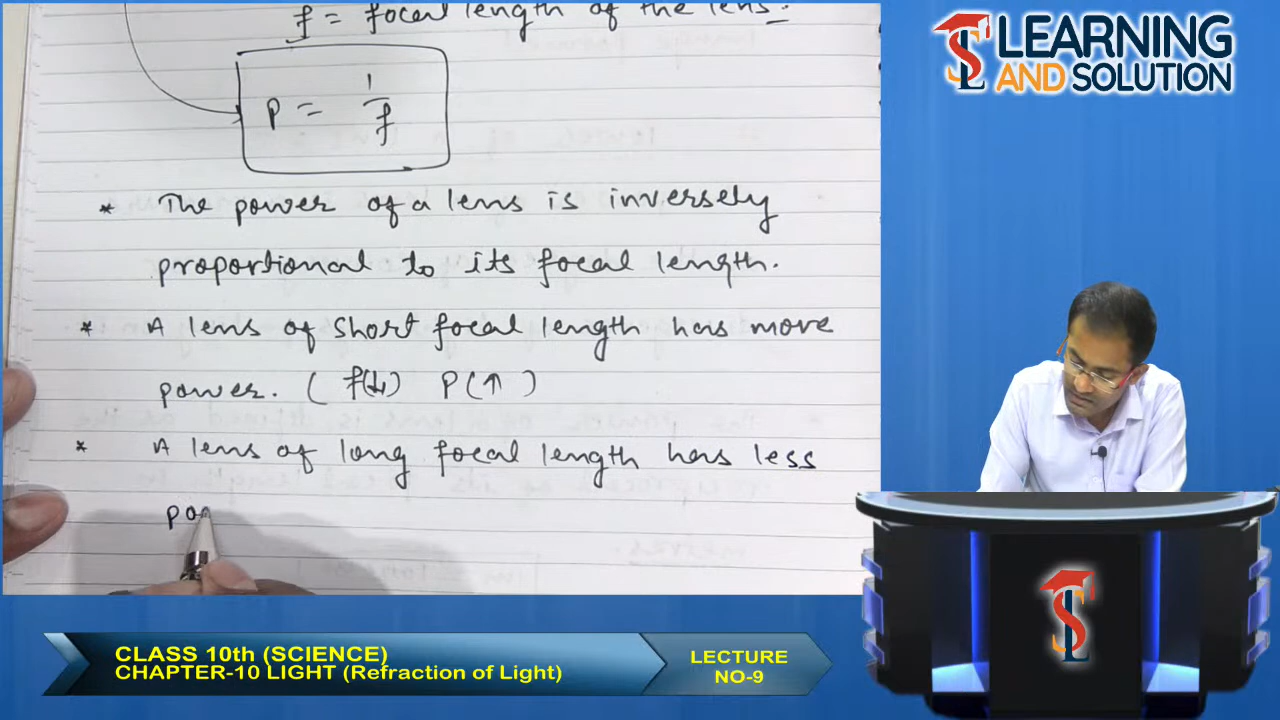 f = focal length of the lens.
P = 1/f
* The power of a lens is inversely
proportional to its focal length.
* A lens of short focal length has more
power. ( f(↓) P(↑) )
* A lens of long focal length has less
po
LEARNING
AND SOLUTION
CLASS 10th (SCIENCE)
CHAPTER-10 LIGHT (Refraction of Light)
LECTURE
NO-9